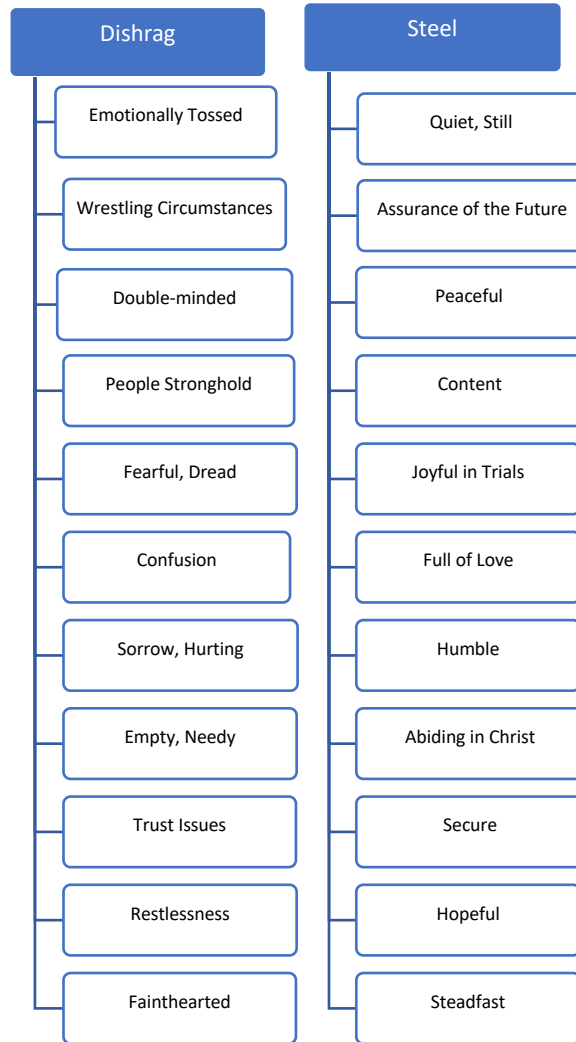 Dishrag
Emotionally Tossed
Wrestling Circumstances
Double-minded
People Stronghold
Fearful, Dread
Confusion
Sorrow, Hurting
Empty, Needy
Trust Issues
Restlessness
Fainthearted
Steel
Quiet, Still
Assurance of the Future
Peaceful
Content
Joyful in Trials
Full of Love
Humble
Abiding in Christ
Secure
Hopeful
Steadfast